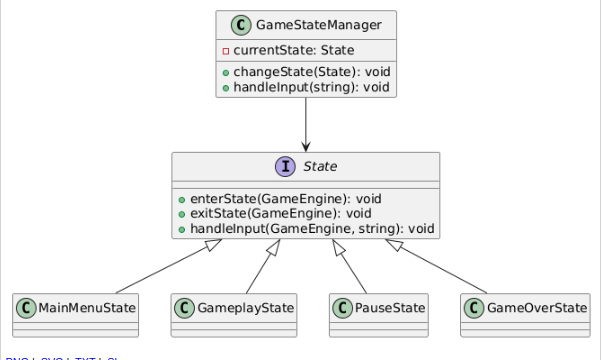 C GameStateManager
currentState: State
changeState(State): void
handleInput(string): void
I State
enterState(GameEngine): void
exitState(GameEngine): void
handleInput(GameEngine, string): void
C MainMenuState
C GameplayState
C PauseState
C GameOverState